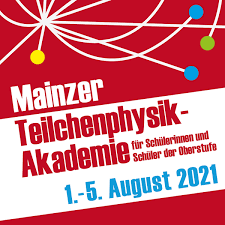 Mainzer
Teilchenphysik-
Akademie für Schülerinnen und
Schüler der Oberstufe
1.-5. August 2021